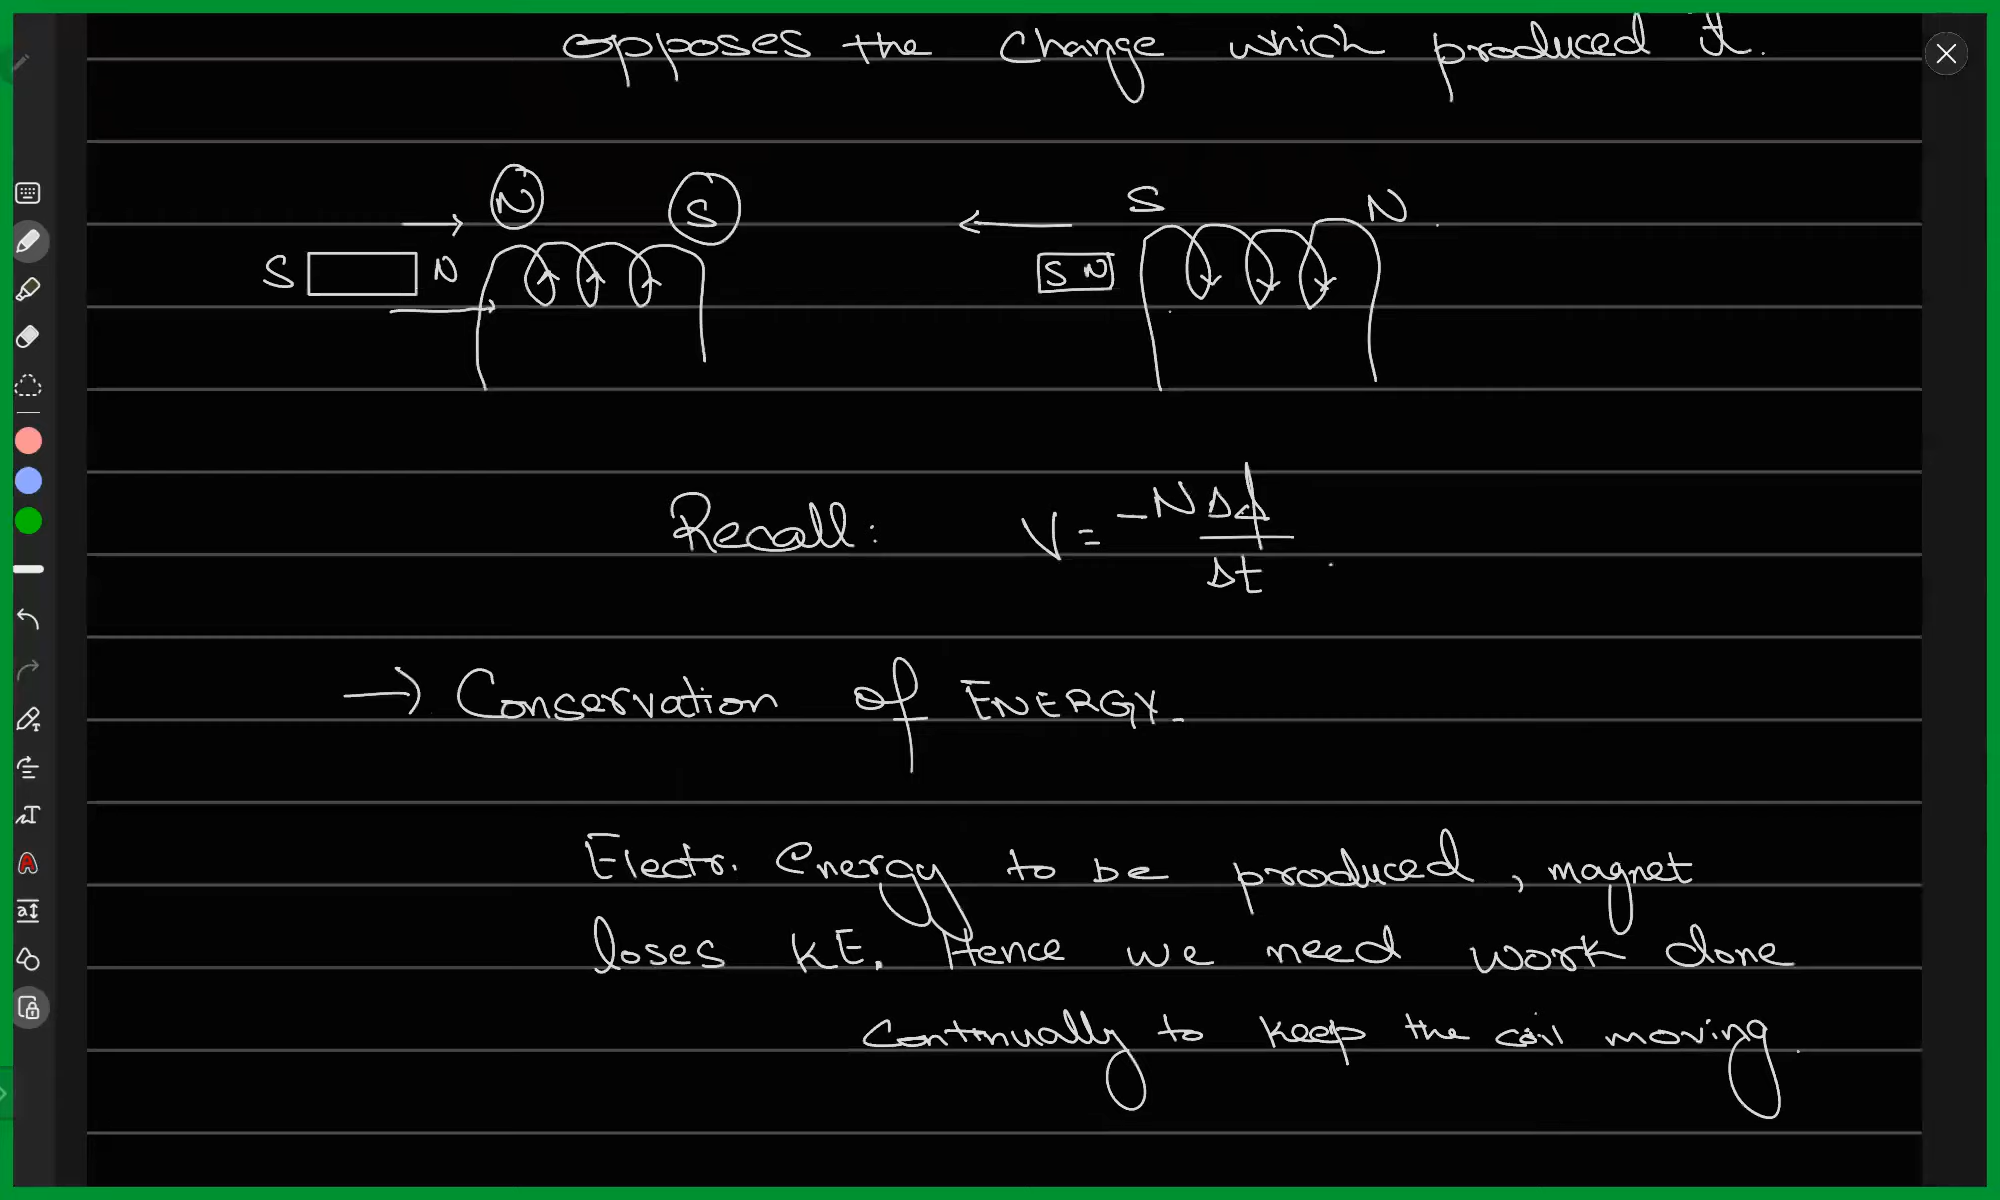 opposes the change which produced it.
N S
S N
S N
S N
Recall: V = -NΔϕ
Δt
→ Conservation of ENERGY.
Electr. Energy to be produced, magnet
loses KE. Hence we need work done
continually to keep the coil moving.